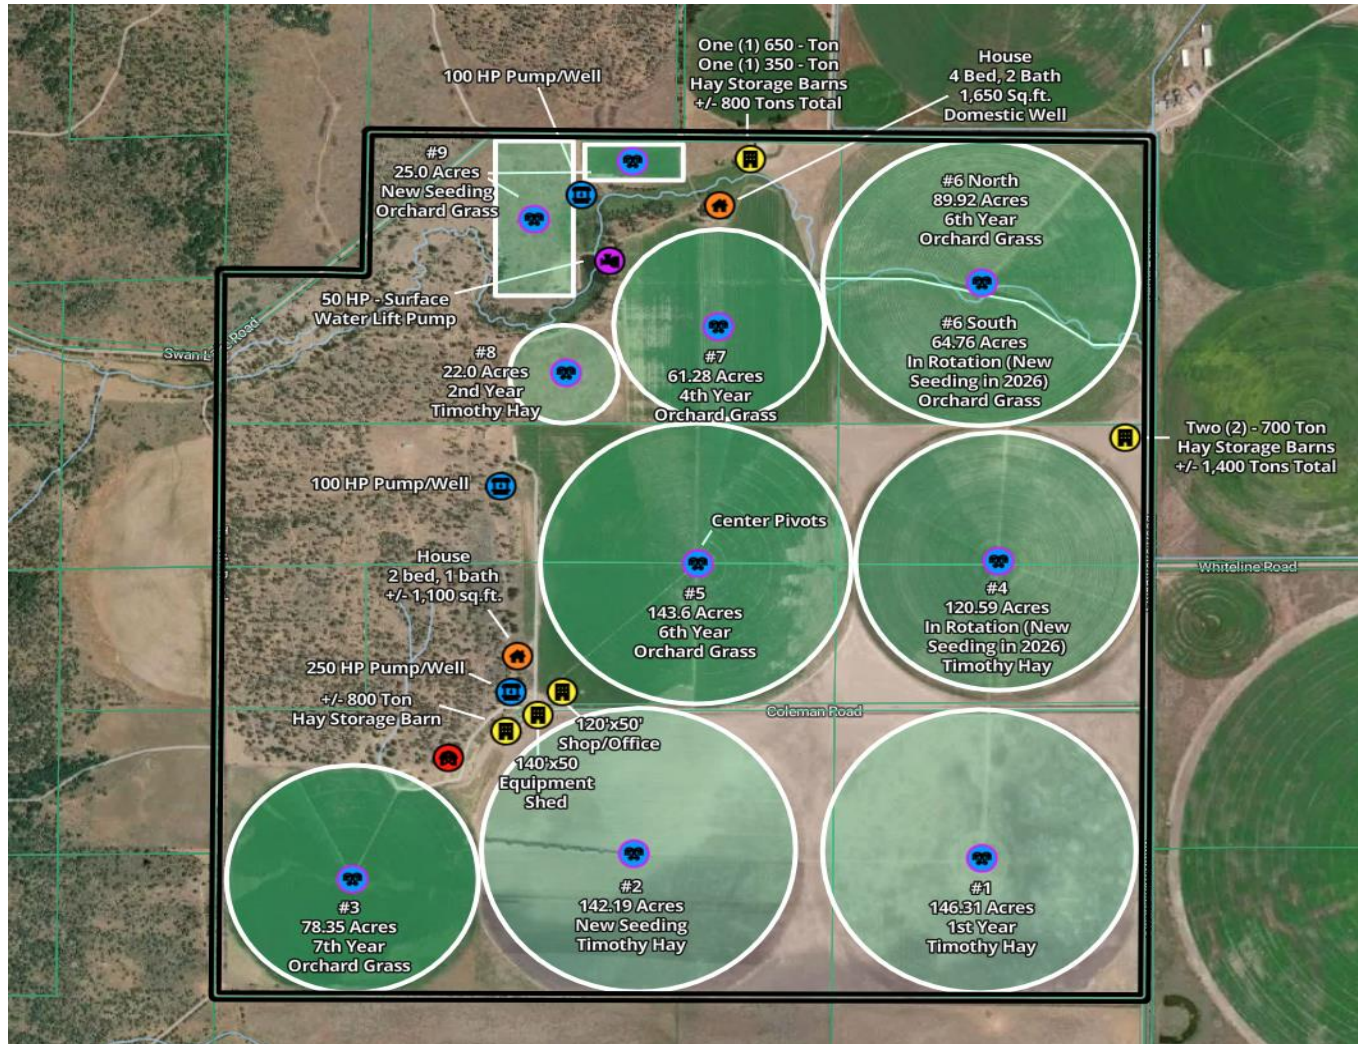 One (1) 650 - Ton
One (1) 350 - Ton
Hay Storage Barns
+/- 800 Tons Total
House
4 Bed, 2 Bath
1,650 Sq.ft.
Domestic Well
100 HP Pump/Well
#9
25.0 Acres
New Seeding
Orchard Grass
#6 North
89.92 Acres
6th Year
Orchard Grass
50 HP - Surface
Water Lift Pump
#6 South
64.76 Acres
In Rotation (New
Seeding in 2026)
Orchard Grass
#8
22.0 Acres
2nd Year
Timothy Hay
#7
61.28 Acres
4th Year
Orchard Grass
Two (2) - 700 Ton
Hay Storage Barns
+/- 1,400 Tons Total
100 HP Pump/Well
Center Pivots
House
2 bed, 1 bath
+/- 1,100 sq.ft.
Whiteline Road
#5
143.6 Acres
6th Year
Orchard Grass
#4
120.59 Acres
In Rotation (New
Seeding in 2026)
Timothy Hay
250 HP Pump/Well
+/- 800 Ton
Hay Storage Barn
Coleman Road
120'x50'
Shop/Office
140'x50
Equipment
Shed
#3
78.35 Acres
7th Year
Orchard Grass
#2
142.19 Acres
New Seeding
Timothy Hay
#1
146.31 Acres
1st Year
Timothy Hay
Swan
Road